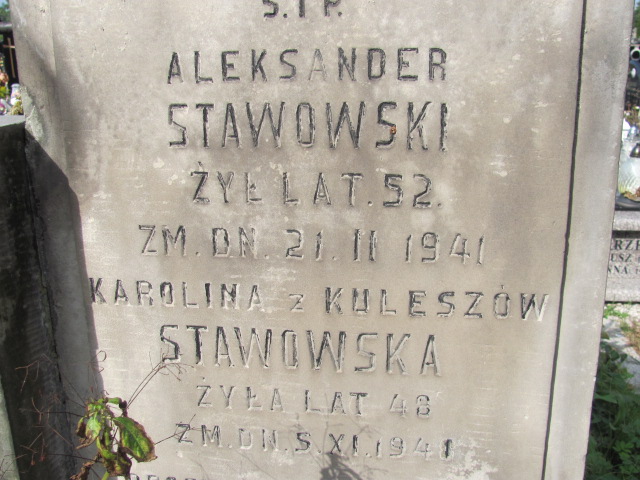 Ś.†P.
ALEKSANDER
STAWOWSKI
ŻYŁ LAT. 52.
ZM. DN. 21. II 1941
KAROLINA z KULESZÓW
STAWOWSKA
ŻYŁA LAT 48
ZM. DN. 5. XI. 1941